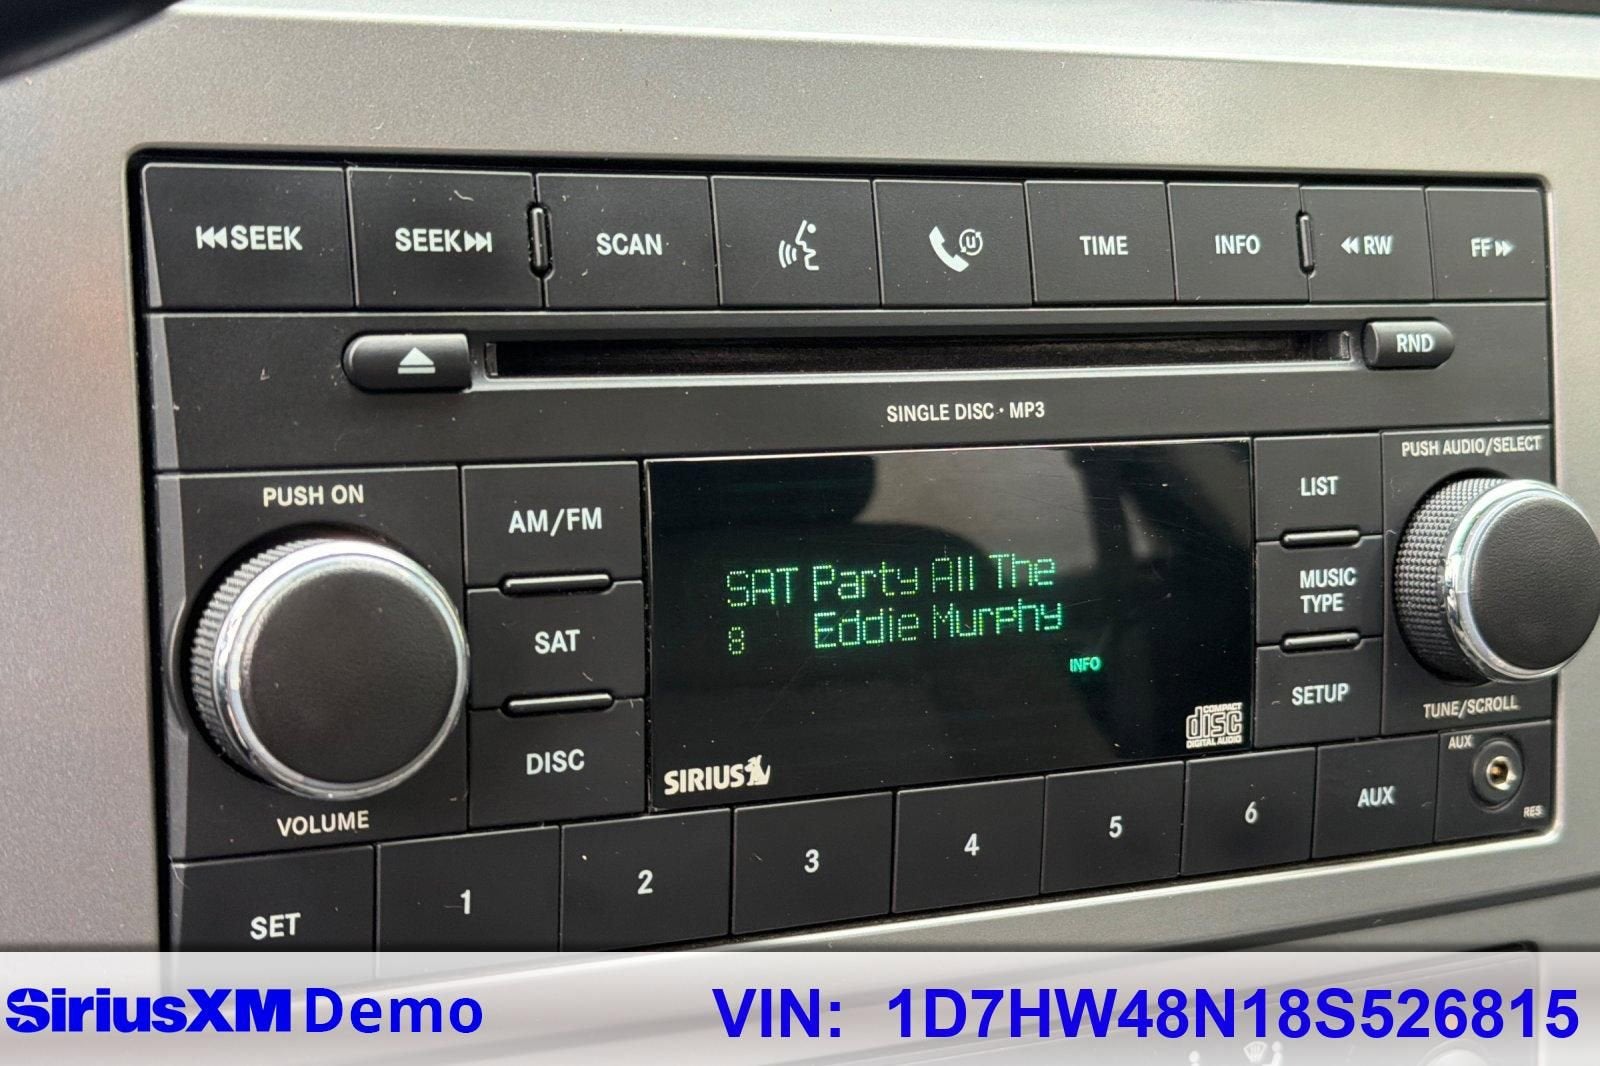 SEEK
SEEK
SCAN
TIME
INFO
RW
FF
RND
SINGLE DISC · MP3
PUSH ON
AM/FM
SAT
DISC
VOLUME
SAT Party All The
8 Eddie Murphy
INFO
SIRIUS
COMPACT
disc
DIGITAL AUDIO
LIST
MUSIC
TYPE
SETUP
PUSH AUDIO/SELECT
TUNE/SCROLL
AUX
RES
SET
1
2
3
4
5
6
AUX
SiriusXM Demo
VIN: 1D7HW48N18S526815